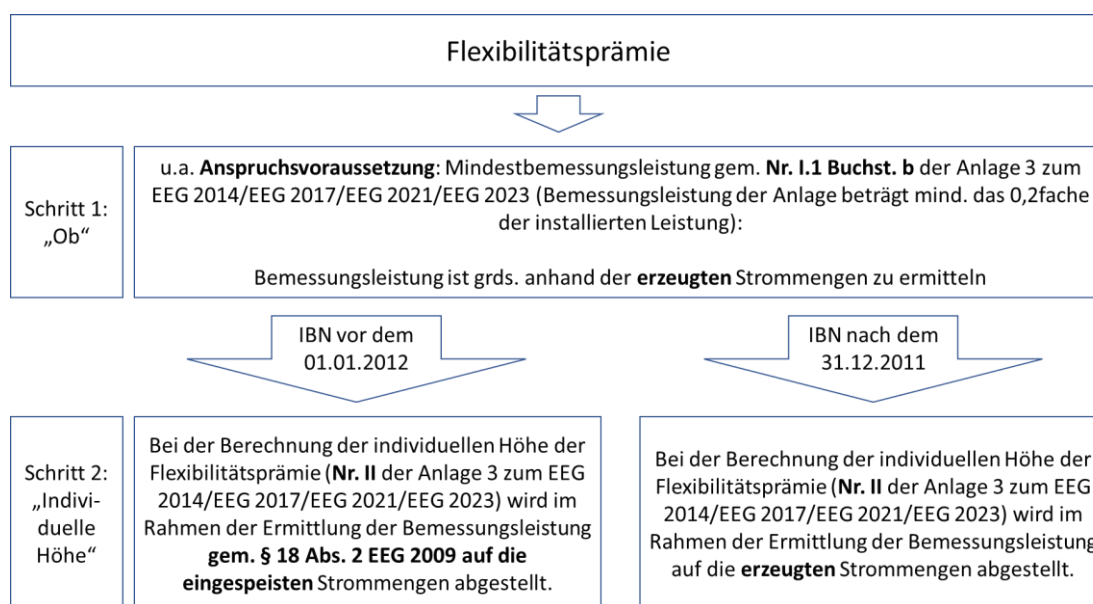 Flexibilitätsprämie
Schritt 1:
„Ob“
u.a. Anspruchsvoraussetzung: Mindestbemessungsleistung gem. Nr. I.1 Buchst. b der Anlage 3 zum
EEG 2014/EEG 2017/EEG 2021/EEG 2023 (Bemessungsleistung der Anlage beträgt mind. das 0,2fache
der installierten Leistung):
Bemessungsleistung ist grds. anhand der erzeugten Strommengen zu ermitteln
IBN vor dem
01.01.2012
IBN nach dem
31.12.2011
Schritt 2:
„Indivi-
duelle
Höhe“
Bei der Berechnung der individuellen Höhe der
Flexibilitätsprämie (Nr. II der Anlage 3 zum EEG
2014/EEG 2017/EEG 2021/EEG 2023) wird im
Rahmen der Ermittlung der Bemessungsleistung
gem. § 18 Abs. 2 EEG 2009 auf die
eingespeisten Strommengen abgestellt.
Bei der Berechnung der individuellen Höhe der
Flexibilitätsprämie (Nr. II der Anlage 3 zum EEG
2014/EEG 2017/EEG 2021/EEG 2023) wird im
Rahmen der Ermittlung der Bemessungsleistung
auf die erzeugten Strommengen abgestellt.